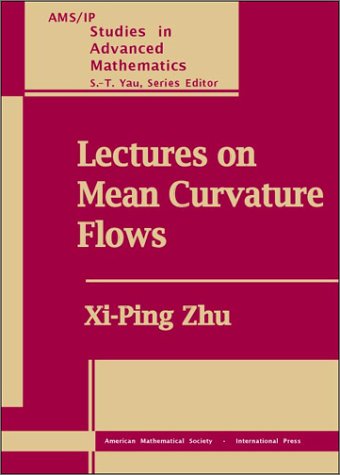 AMS/IP
Studies in
Advanced
Mathematics
S.-T. Yau, Series Editor
Lectures on
Mean Curvature
Flows
Xi-Ping Zhu
American Mathematical Society · International Press